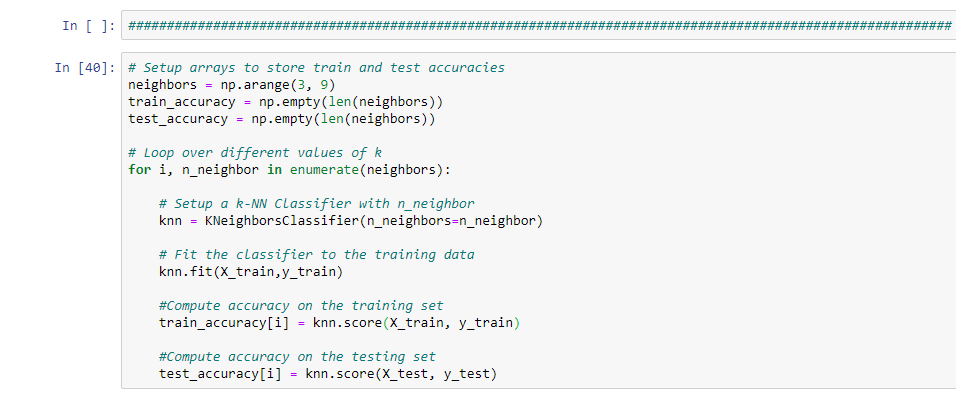 In [ ]: ###########################################################################################################
In [40]: # Setup arrays to store train and test accuracies
neighbors = np.arange(3, 9)
train_accuracy = np.empty(len(neighbors))
test_accuracy = np.empty(len(neighbors))
# Loop over different values of k
for i, n_neighbor in enumerate(neighbors):
    # Setup a k-NN Classifier with n_neighbor
    knn = KNeighborsClassifier(n_neighbors=n_neighbor)
    # Fit the classifier to the training data
    knn.fit(X_train,y_train)
    #Compute accuracy on the training set
    train_accuracy[i] = knn.score(X_train, y_train)
    #Compute accuracy on the testing set
    test_accuracy[i] = knn.score(X_test, y_test)